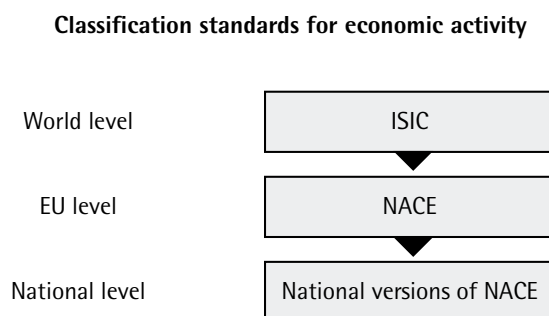 Classification standards for economic activity
World level ISIC
EU level NACE
National level National versions of NACE